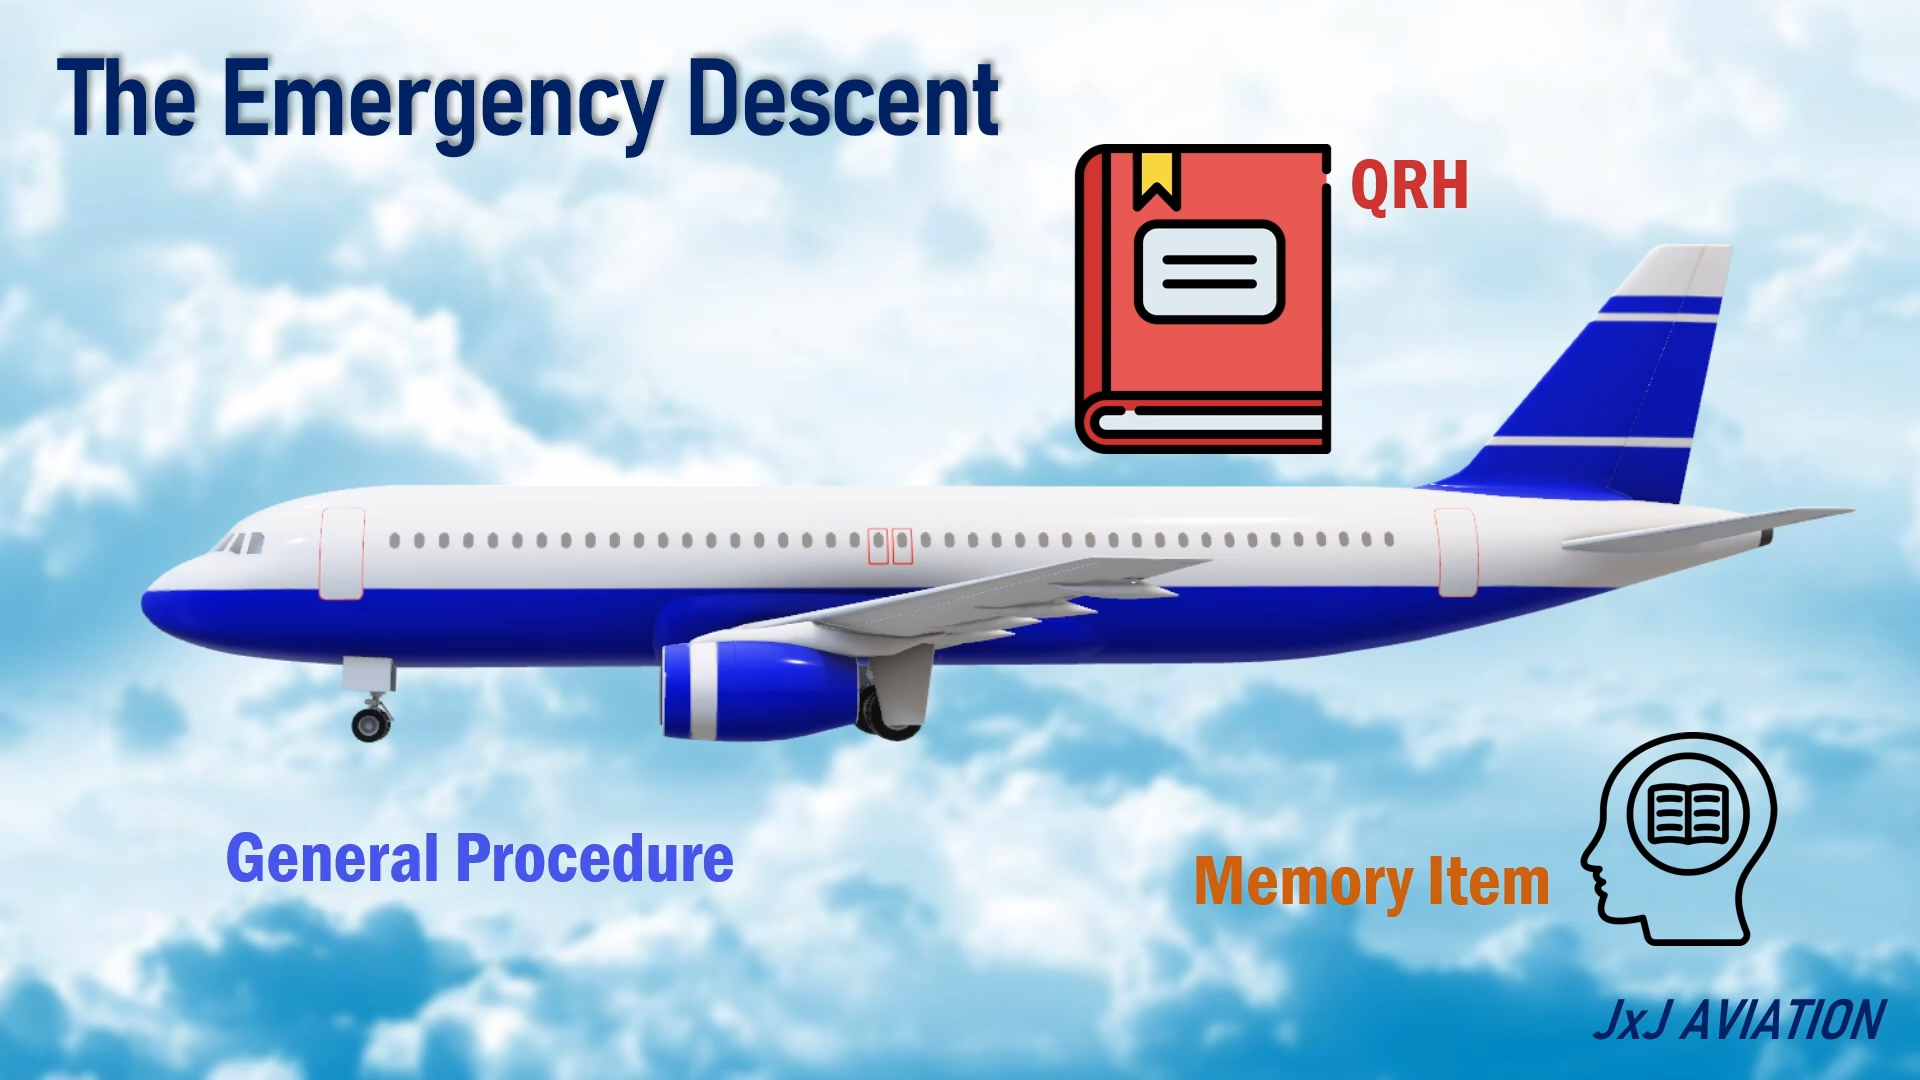 The Emergency Descent
QRH
General Procedure
Memory Item
JxJ AVIATION